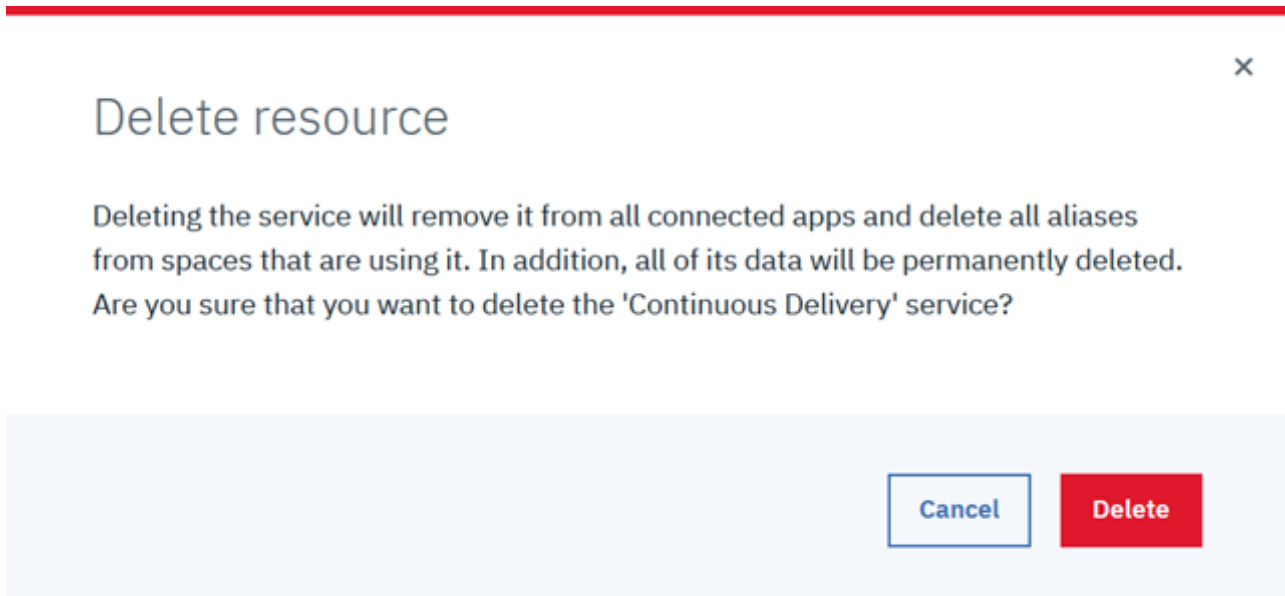 Delete resource
Deleting the service will remove it from all connected apps and delete all aliases
from spaces that are using it. In addition, all of its data will be permanently deleted.
Are you sure that you want to delete the 'Continuous Delivery' service?
Cancel Delete